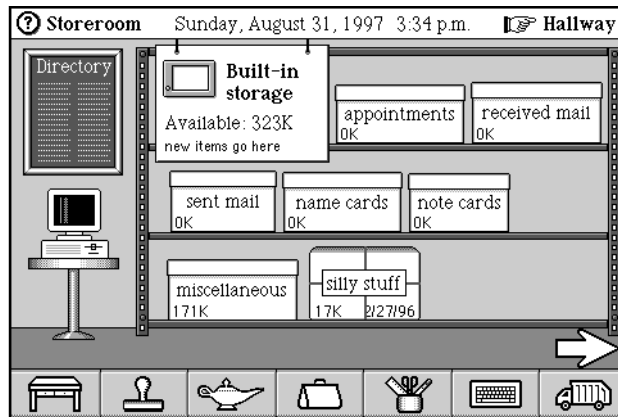 Storeroom
Sunday, August 31, 1997 3:34 p.m.
Hallway
Directory
Built-in
storage
Available: 323K
new items go here
appointments
0K
received mail
0K
sent mail
0K
name cards
0K
note cards
0K
miscellaneous
171K
silly stuff
17K
2/27/96